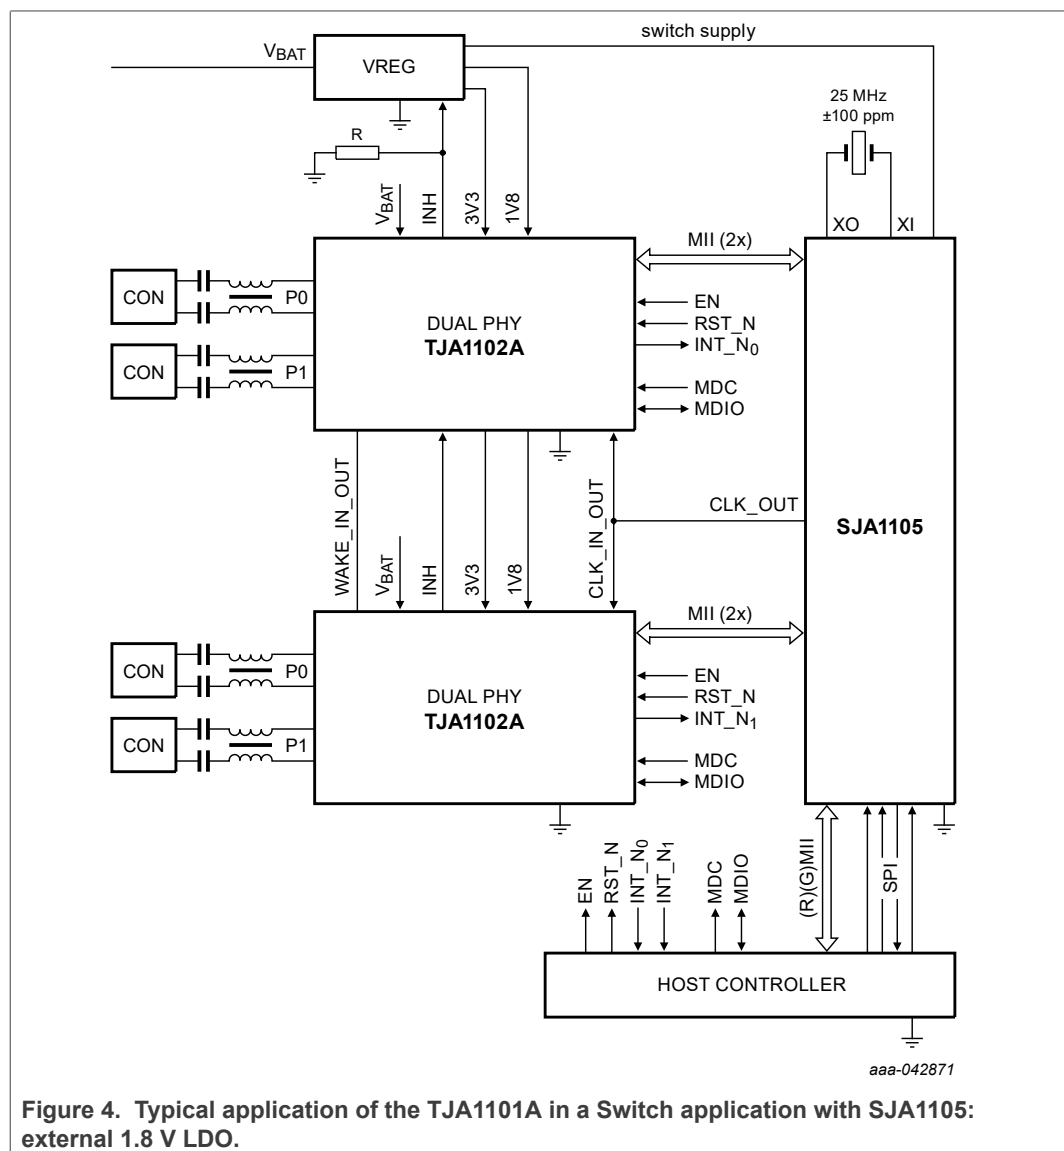 switch supply
VBAT
VREG
25 MHz
±100 ppm
R
VBAT
INH
3V3
1V8
XO
XI
MII (2x)
CON
P0
EN
RST_N
INT_N0
DUAL PHY
TJA1102A
CON
P1
MDC
MDIO
WAKE_IN_OUT
VBAT
INH
3V3
1V8
CLK_IN_OUT
CLK_OUT
SJA1105
MII (2x)
CON
P0
EN
RST_N
INT_N1
DUAL PHY
TJA1102A
CON
P1
MDC
MDIO
EN
RST_N
INT_N0
INT_N1
MDC
MDIO
(R)(G)MII
SPI
HOST CONTROLLER
aaa-042871
Figure 4. Typical application of the TJA1101A in a Switch application with SJA1105:
external 1.8 V LDO.